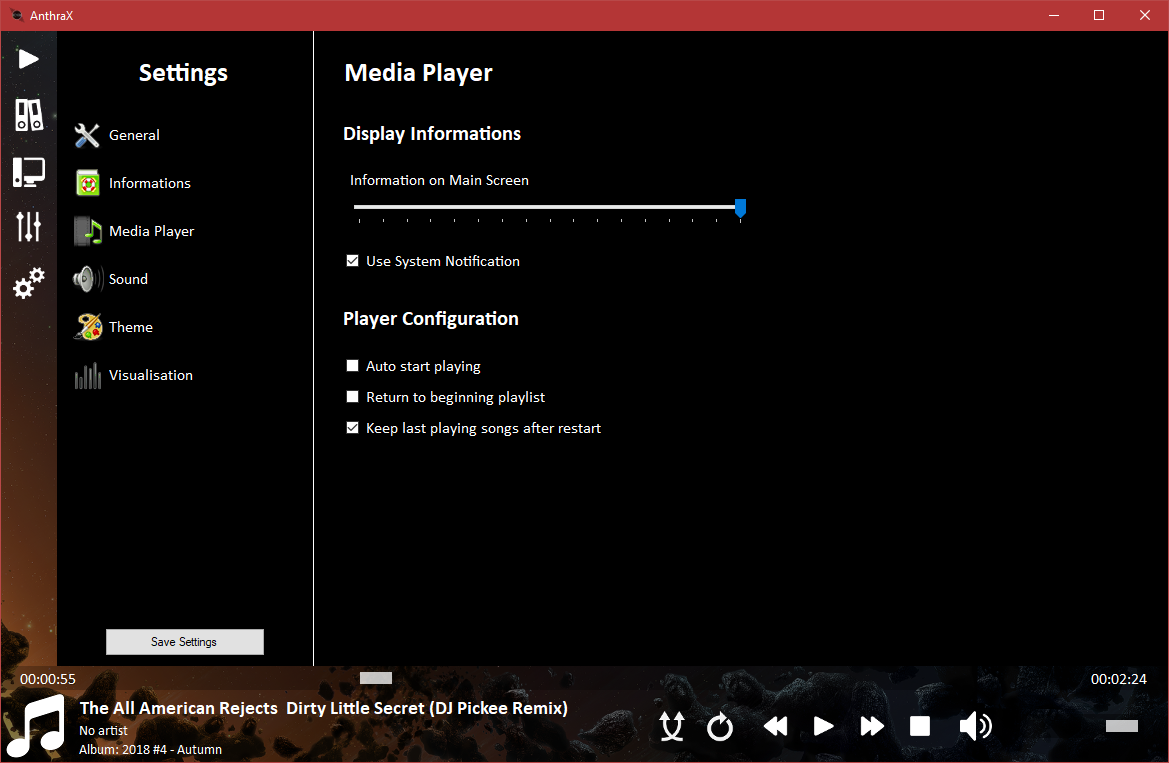 AnthraX
Settings
General
Informations
Media Player
Sound
Theme
Visualisation
Save Settings
Media Player
Display Informations
Information on Main Screen
Use System Notification
Player Configuration
Auto start playing
Return to beginning playlist
Keep last playing songs after restart
00:00:55
00:02:24
The All American Rejects  Dirty Little Secret (DJ Pickee Remix)
No artist
Album: 2018 #4 - Autumn